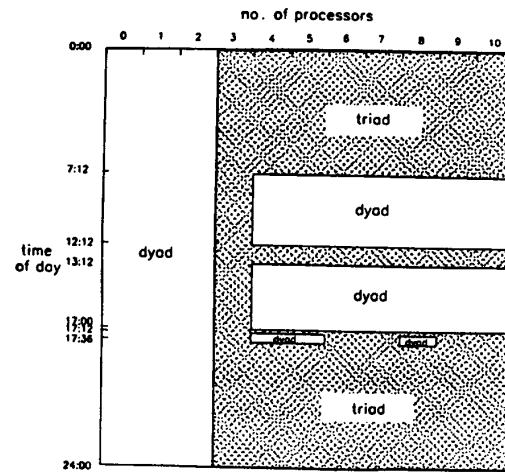 no. of processors
0 1 2 3 4 5 6 7 8 9 10
0:00
triad
7:12
dyad
12:12
time of day
dyad
13:12
dyad
17:00
17:12
17:36
dyad
dyad
triad
24:00